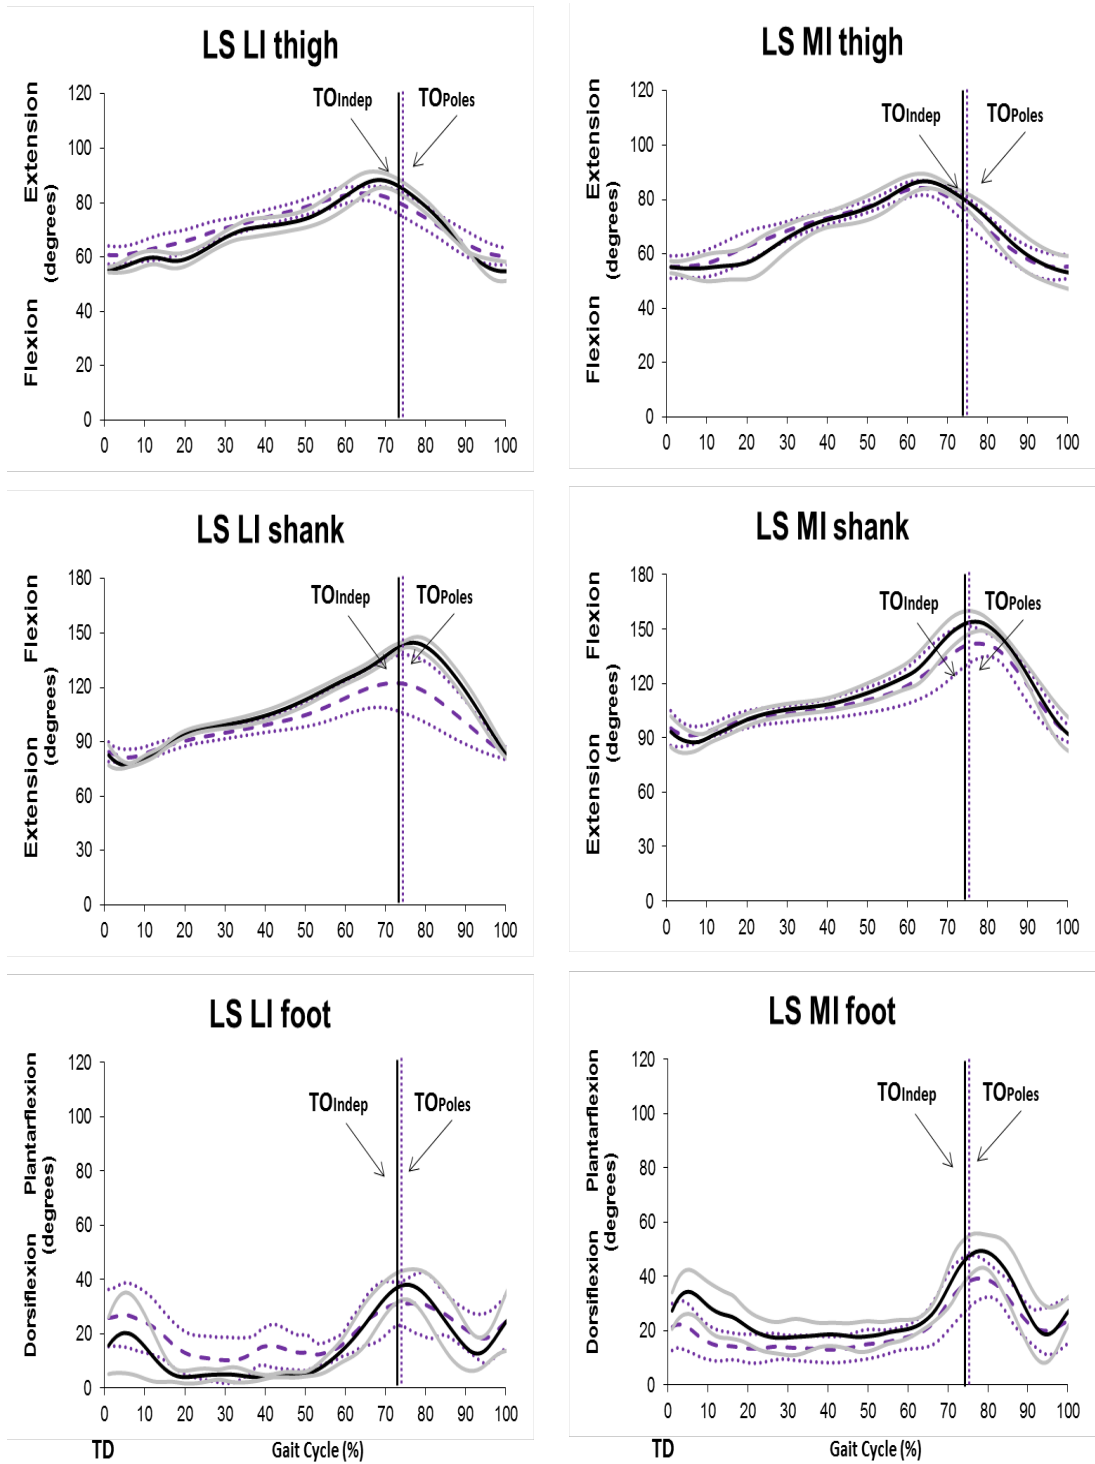 LS LI thigh
Flexion Extension
(degrees)
120
100
80
60
40
20
0
TOIndep TOPoles
0 10 20 30 40 50 60 70 80 90 100
LS MI thigh
Flexion Extension
(degrees)
120
100
80
60
40
20
0
TOIndep TOPoles
0 10 20 30 40 50 60 70 80 90 100
LS LI shank
Extension Flexion
(degrees)
180
150
120
90
60
30
0
TOIndep TOPoles
0 10 20 30 40 50 60 70 80 90 100
LS MI shank
Extension Flexion
(degrees)
180
150
120
90
60
30
0
TOIndep TOPoles
0 10 20 30 40 50 60 70 80 90 100
LS LI foot
Dorsiflexion Plantarflexion
(degrees)
120
100
80
60
40
20
0
TOIndep TOPoles
0 10 20 30 40 50 60 70 80 90 100
TD Gait Cycle (%)
LS MI foot
Dorsiflexion Plantarflexion
(degrees)
120
100
80
60
40
20
0
TOIndep TOPoles
0 10 20 30 40 50 60 70 80 90 100
TD Gait Cycle (%)